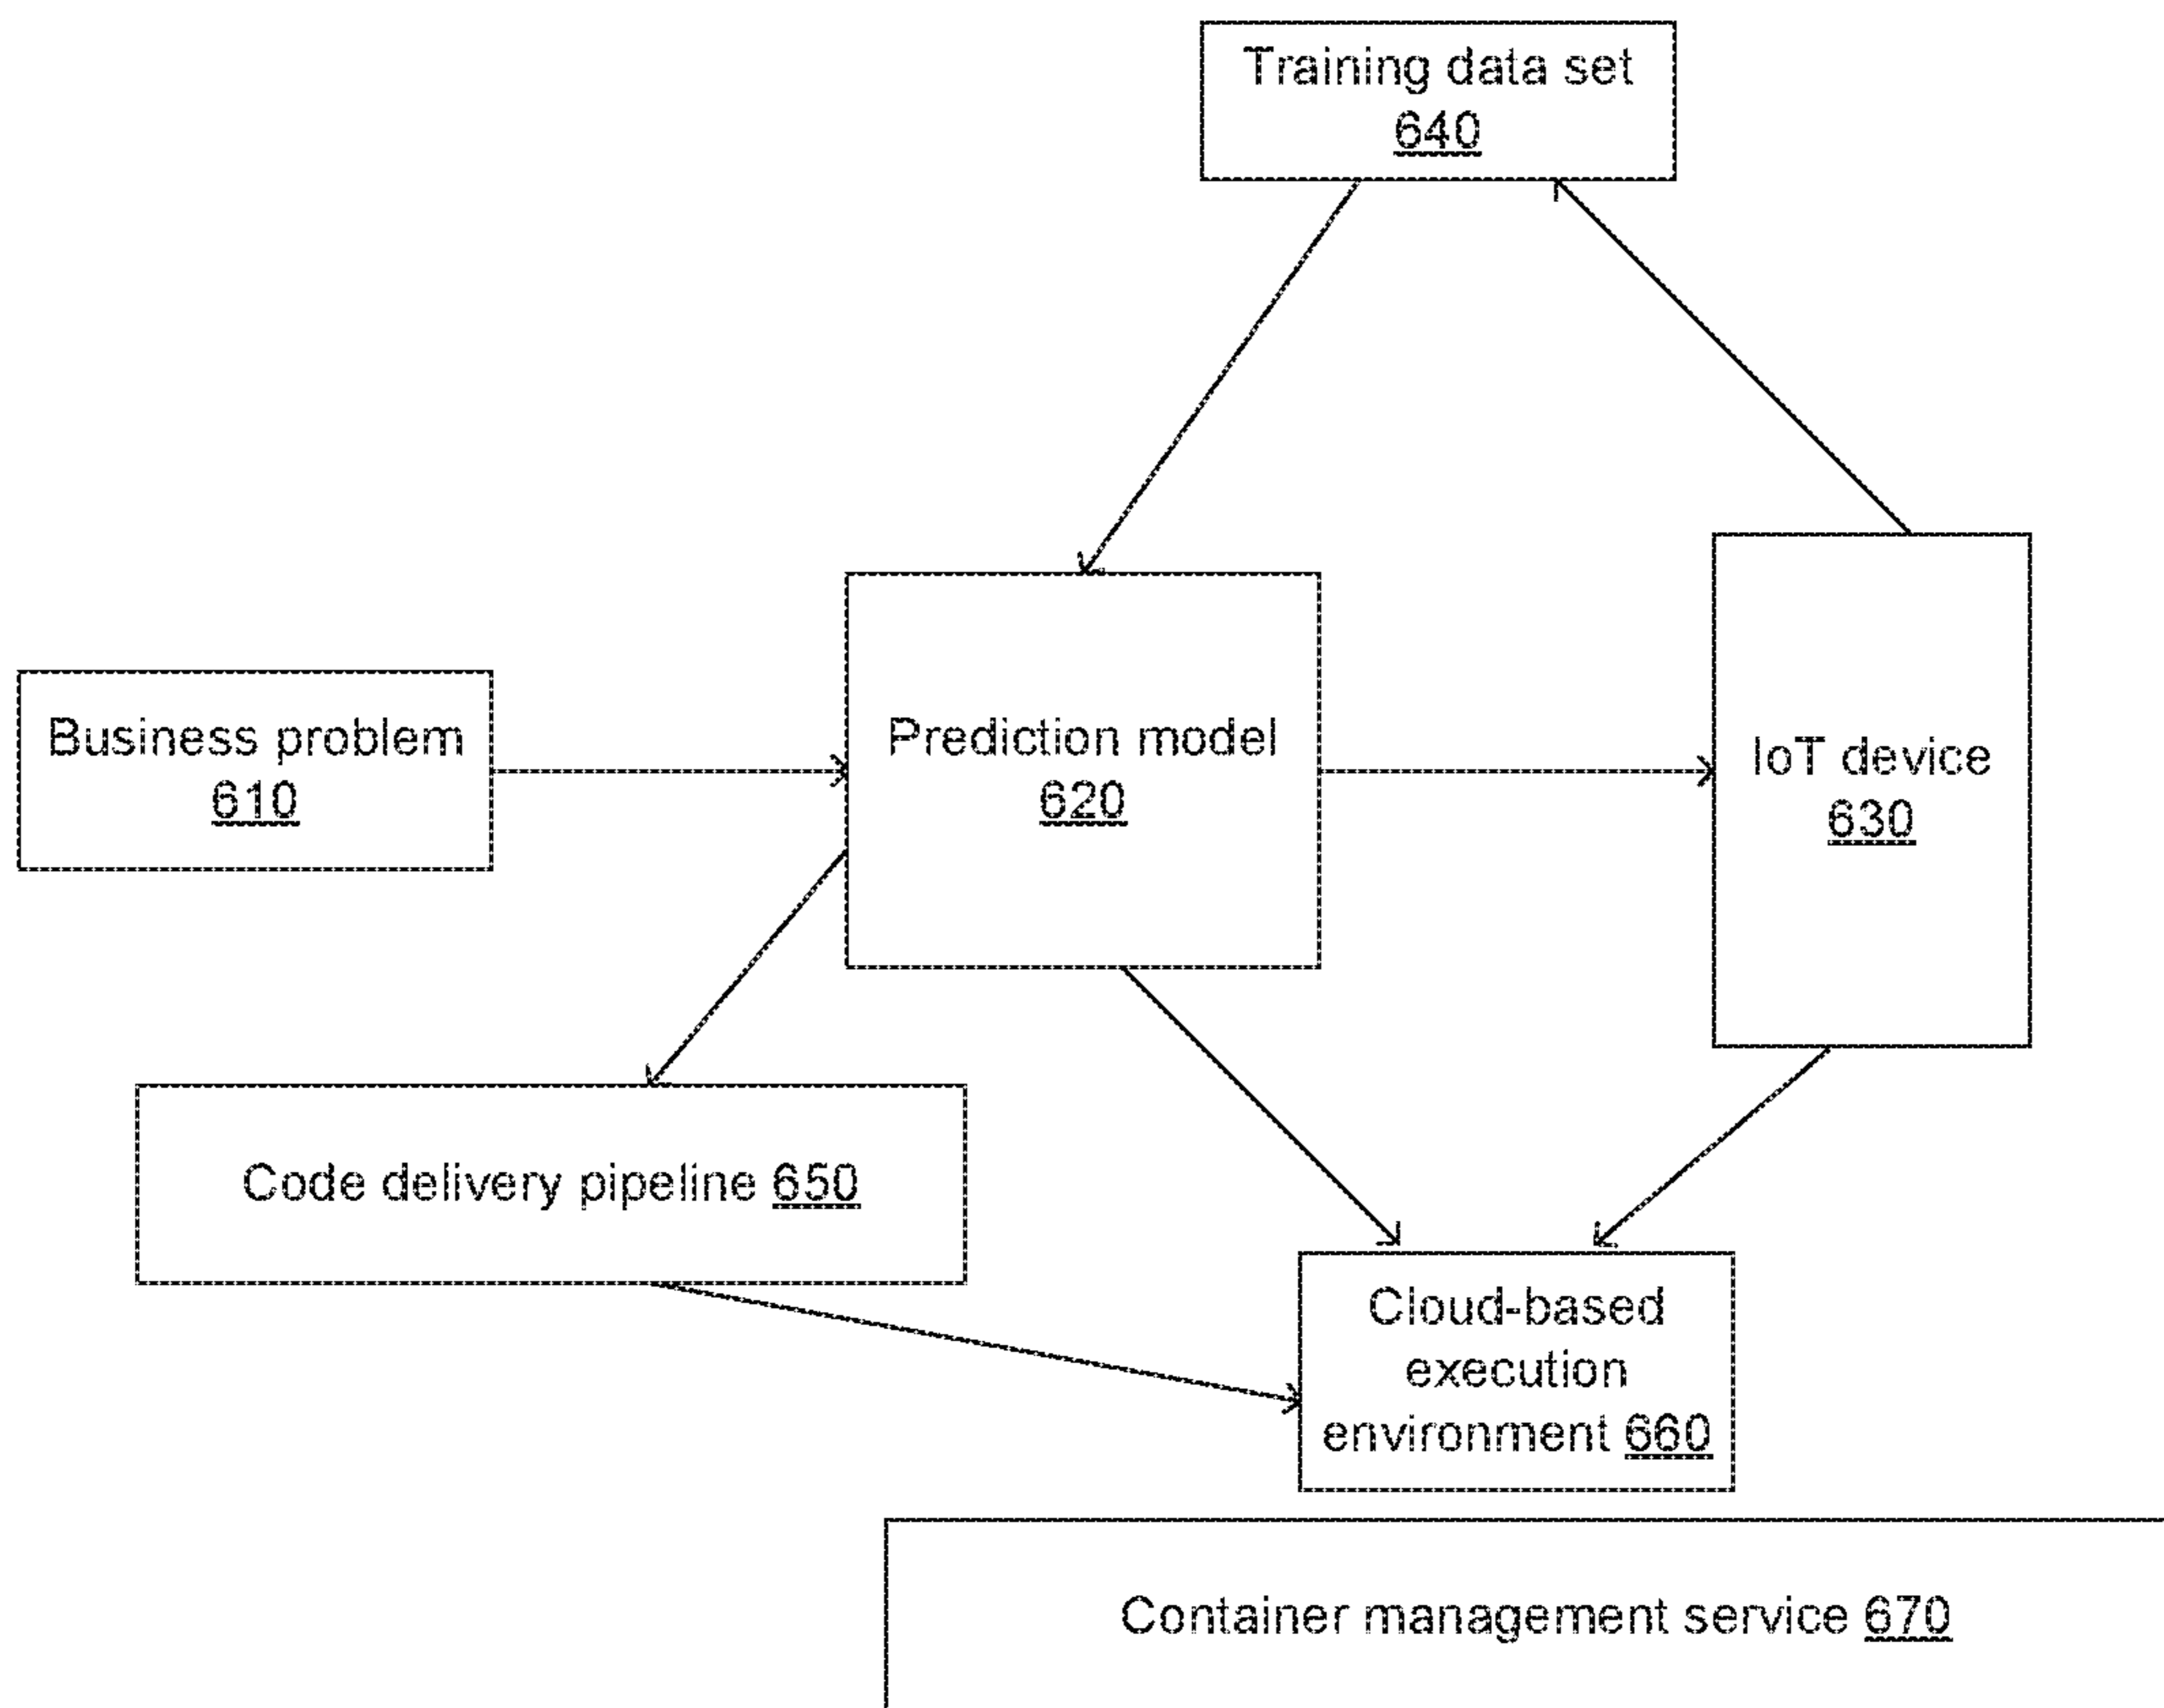 Training data set
640
Business problem
610
Prediction model
620
IoT device
630
Code delivery pipeline 650
Cloud-based
execution
environment 660
Container management service 670